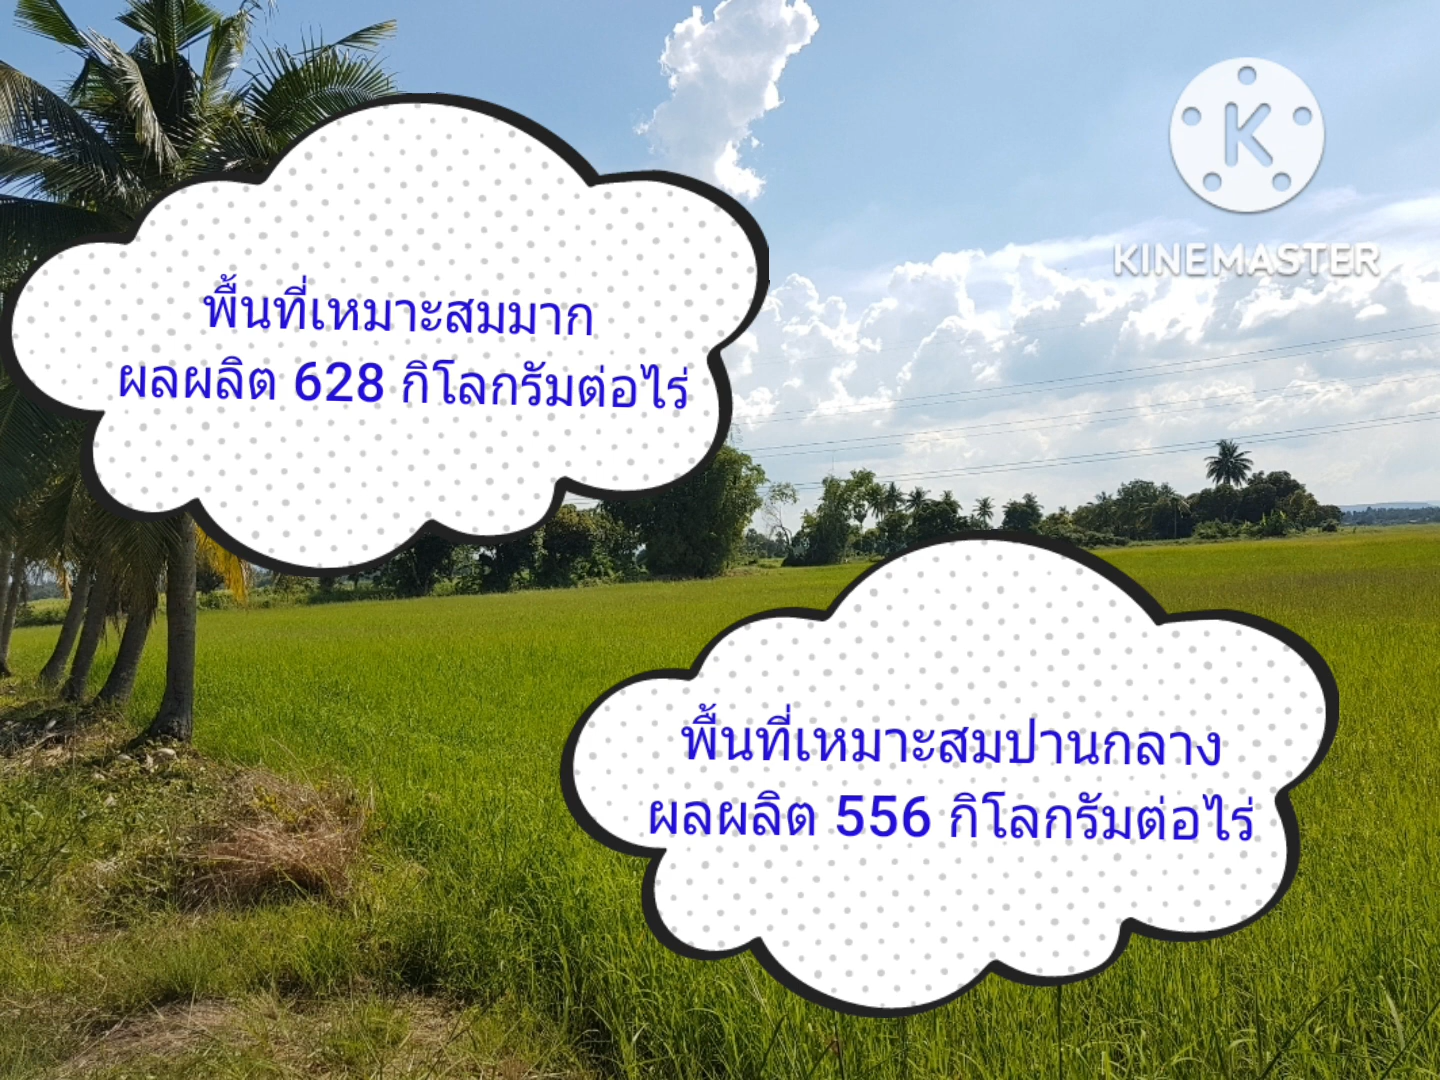 K
KINEMASTER
พื้นที่เหมาะสมมาก
ผลผลิต 628 กิโลกรัมต่อไร่
พื้นที่เหมาะสมปานกลาง
ผลผลิต 556 กิโลกรัมต่อไร่